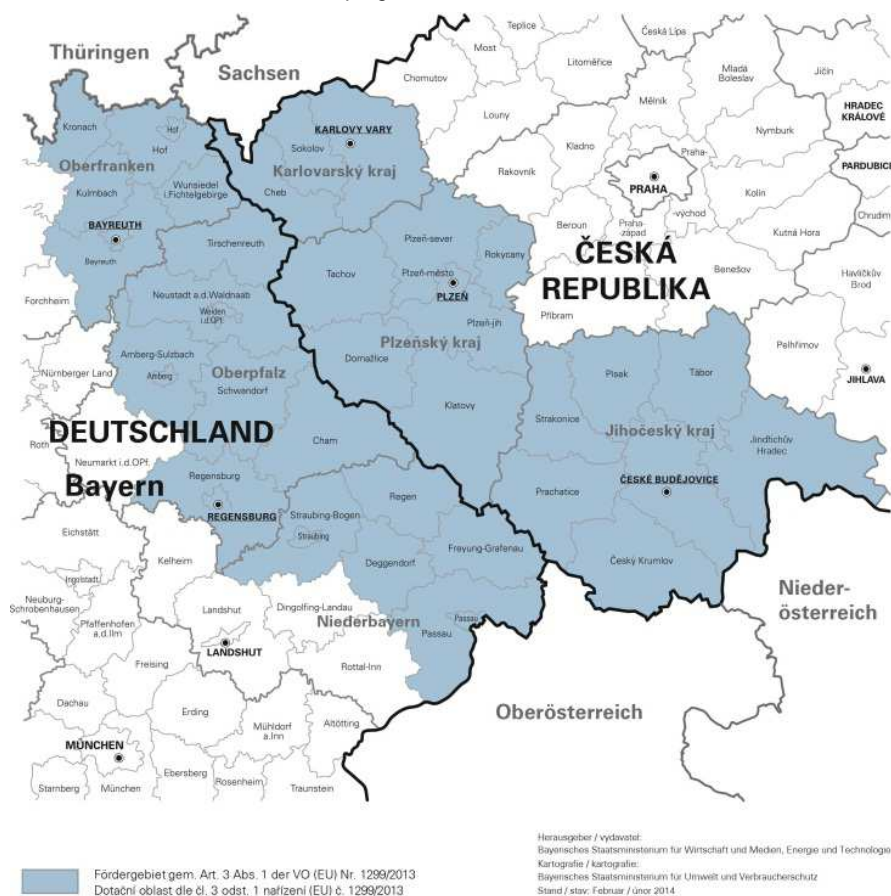 Thüringen
Sachsen
Teplice
Most
Česká Lípa
Litoměřice
Chomutov
Mladá
Boleslav
Jičín
Mělník
Louny
HRADEC
KRÁLOVÉ
Kronach
Hof
Hof
KARLOVY VARY
Sokolov
Nymburk
Oberfranken
Karlovarský kraj
Kladno
Praha-
Rakovník
PARDUBICE
Kulmbach
Wunsiedel
i.Fichtelgebirge
Cheb
PRAHA
Kolín
BAYREUTH
Beroun
Praha-
západ
-východ
Chrudim
Tirschenreuth
Plzeň-sever
Rokycany
Kutná Hora
Bayreuth
ČESKÁ
REPUBLIKA
Tachov
Plzeň-město
PLZEŇ
Benešov
Havlíčkův
Brod
Neustadt a.d.Waldnaab
Weiden
i.d.OPf.
Forchheim
Příbram
Plzeň-jih
Plzeňský kraj
Pelhřimov
Amberg-Sulzbach
Amberg
Oberpfalz
Domažlice
Nürnberger Land
Schwandorf
Písek
Tábor
JIHLAVA
Klatovy
DEUTSCHLAND
Roth
Cham
Strakonice
Jihočeský kraj
Jindřichův
Hradec
Neumarkt i.d.OPf.
Bayern
Regensburg
REGENSBURG
Regen
Prachatice
ČESKÉ BUDĚJOVICE
Straubing-Bogen
Straubing
Eichstätt
Freyung-Grafenau
Kelheim
Deggendorf
Český Krumlov
Ingolstadt
Neuburg-
Schrobenhausen
Nieder-
österreich
Landshut
Dingolfing-Landau
Niederbayern
Pfaffenhofen
a.d.Ilm
Passau
Passau
LANDSHUT
Freising
Rottal-Inn
Oberösterreich
Dachau
Erding
Mühldorf
a.Inn
Altötting
MÜNCHEN
Starnberg
München
Ebersberg
Rosenheim
Traunstein
Herausgeber / vydavatel:
Bayerisches Staatsministerium für Wirtschaft und Medien, Energie und Technologie
Kartografie / kartografie:
Bayerisches Staatsministerium für Umwelt und Verbraucherschutz
Stand / stav: Februar / únor 2014
Fördergebiet gem. Art. 3 Abs. 1 der VO (EU) Nr. 1299/2013
Dotační oblast dle čl. 3 odst. 1 nařízení (EU) č. 1299/2013